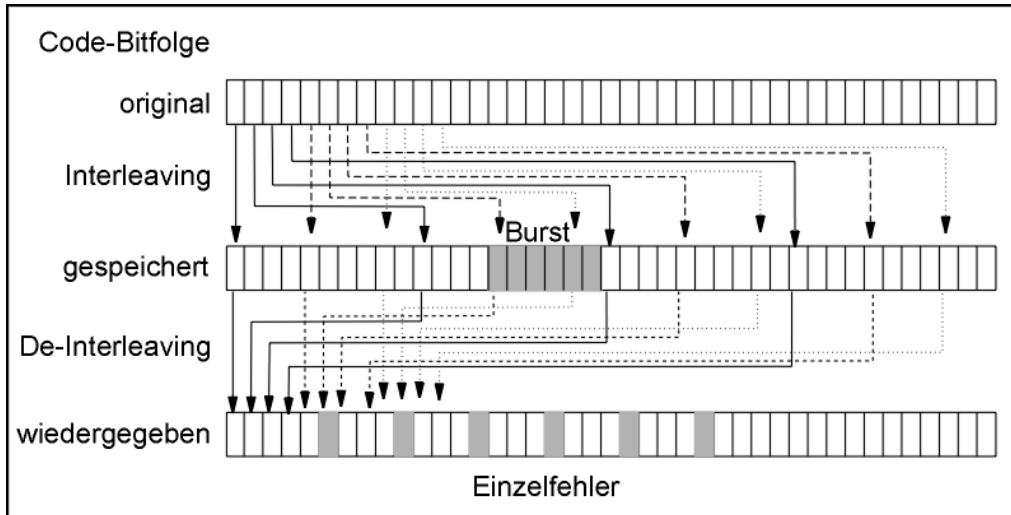 Code-Bitfolge
original
Interleaving
Burst
gespeichert
De-Interleaving
wiedergegeben
Einzelfehler